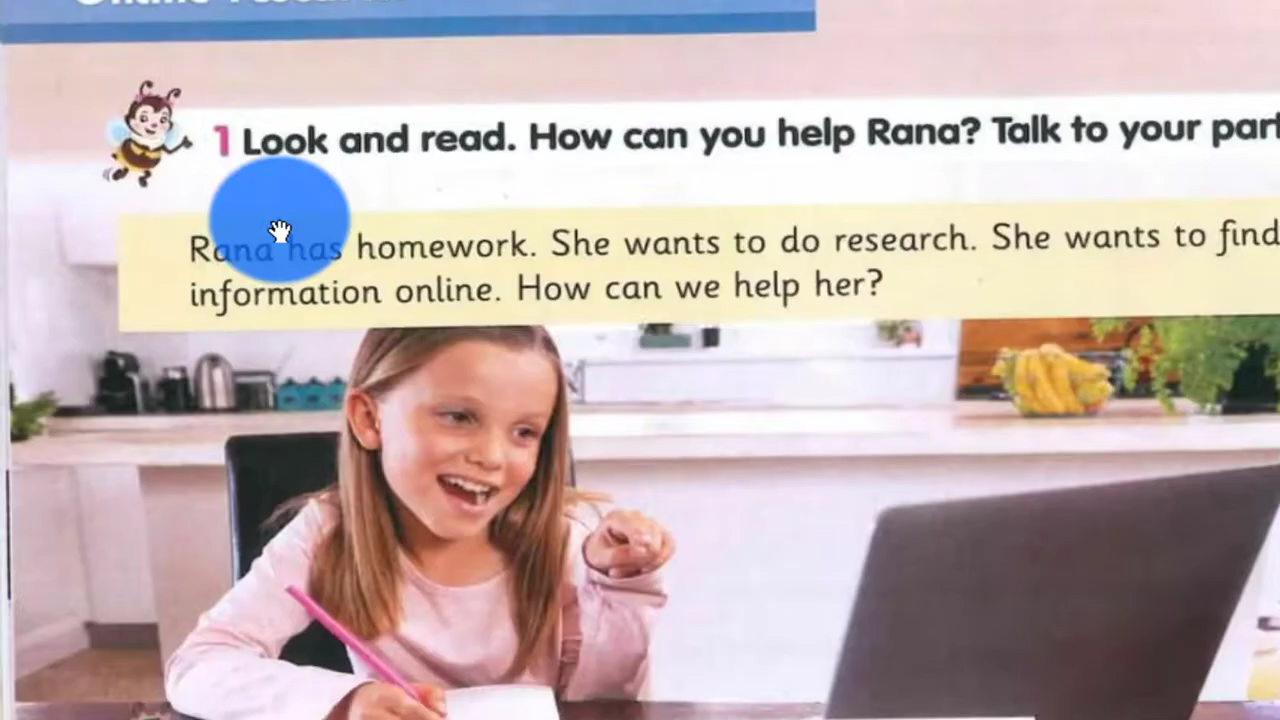 Online
1 Look and read. How can you help Rana? Talk to your
Rana has homework. She wants to do research. She wants to find
information online. How can we help her?